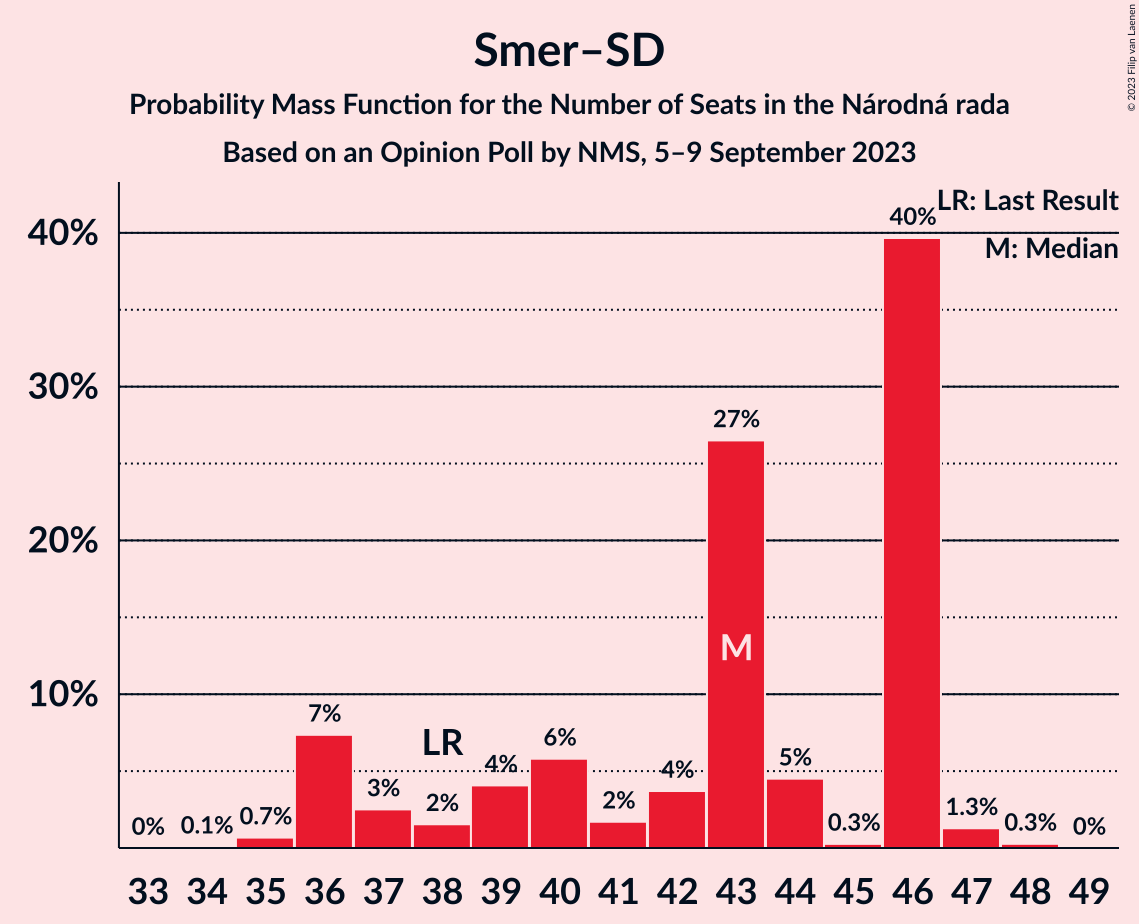 Smer–SD
Probability Mass Function for the Number of Seats in the Národná rada
Based on an Opinion Poll by NMS, 5–9 September 2023
© 2023 Filip van Laenen
LR: Last Result
M: Median
40%
30%
20%
10%
0%
0.1%
0.7%
7%
3%
2%
LR
4%
6%
2%
4%
27%
M
5%
0.3%
40%
1.3%
0.3%
0%
33 34 35 36 37 38 39 40 41 42 43 44 45 46 47 48 49